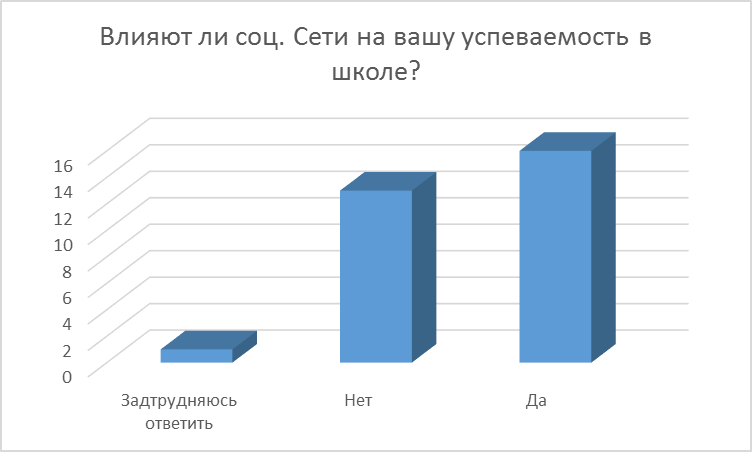 Влияют ли соц. Сети на вашу успеваемость в
школе?
16
14
12
10
8
6
4
2
0
Задтрудняюсь
ответить
Нет
Да